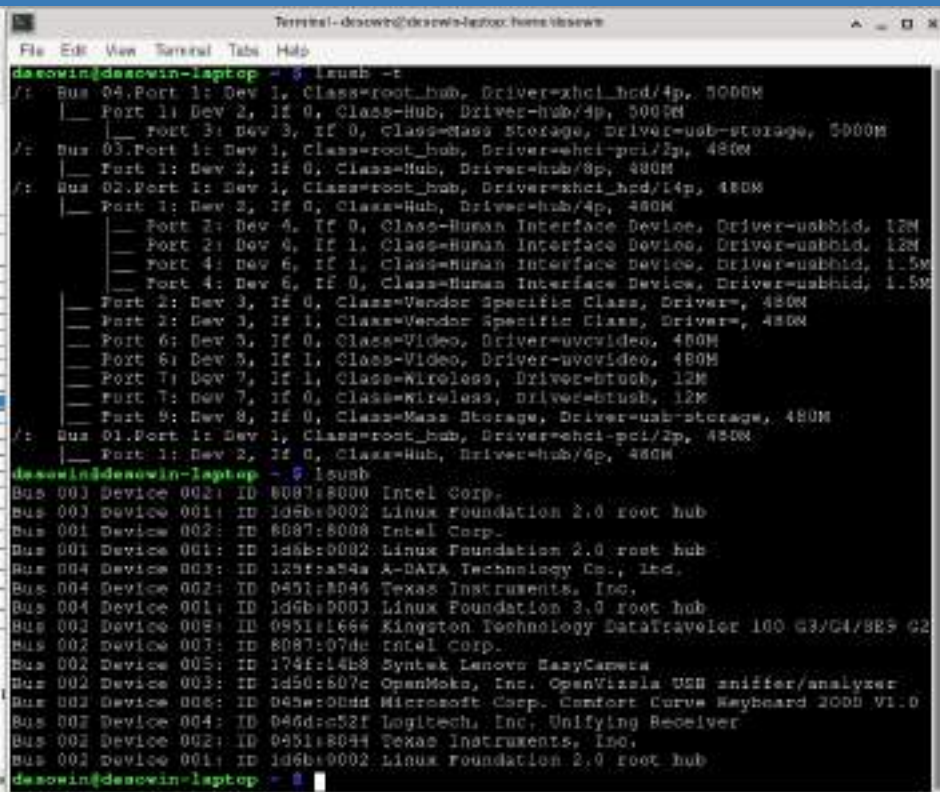 Terminal - desowin@desowin-laptop: home/desowin
File Edit View Terminal Tabs Help
desowin@desowin-laptop ~ $ lsusb -t
/:  Bus 04.Port 1: Dev 1, Class=root_hub, Driver=xhci_hcd/4p, 5000M
    |__ Port 1: Dev 2, If 0, Class=Hub, Driver=hub/4p, 5000M
        |__ Port 3: Dev 3, If 0, Class=Mass Storage, Driver=usb-storage, 5000M
/:  Bus 03.Port 1: Dev 1, Class=root_hub, Driver=ehci-pci/2p, 480M
    |__ Port 1: Dev 2, If 0, Class=Hub, Driver=hub/8p, 480M
/:  Bus 02.Port 1: Dev 1, Class=root_hub, Driver=xhci_hcd/14p, 480M
    |__ Port 1: Dev 2, If 0, Class=Hub, Driver=hub/4p, 480M
        |__ Port 2: Dev 4, If 0, Class=Human Interface Device, Driver=usbhid, 12M
        |__ Port 2: Dev 4, If 1, Class=Human Interface Device, Driver=usbhid, 12M
        |__ Port 4: Dev 6, If 1, Class=Human Interface Device, Driver=usbhid, 1.5M
        |__ Port 4: Dev 6, If 0, Class=Human Interface Device, Driver=usbhid, 1.5M
    |__ Port 2: Dev 3, If 0, Class=Vendor Specific Class, Driver=, 480M
    |__ Port 2: Dev 3, If 1, Class=Vendor Specific Class, Driver=, 480M
    |__ Port 6: Dev 5, If 0, Class=Video, Driver=uvcvideo, 480M
    |__ Port 6: Dev 5, If 1, Class=Video, Driver=uvcvideo, 480M
    |__ Port 7: Dev 7, If 1, Class=Wireless, Driver=btusb, 12M
    |__ Port 7: Dev 7, If 0, Class=Wireless, Driver=btusb, 12M
    |__ Port 9: Dev 8, If 0, Class=Mass Storage, Driver=usb-storage, 480M
/:  Bus 01.Port 1: Dev 1, Class=root_hub, Driver=ehci-pci/2p, 480M
    |__ Port 1: Dev 2, If 0, Class=Hub, Driver=hub/6p, 480M
desowin@desowin-laptop ~ $ lsusb
Bus 003 Device 002: ID 8087:8000 Intel Corp.
Bus 003 Device 001: ID 1d6b:0002 Linux Foundation 2.0 root hub
Bus 001 Device 002: ID 8087:8008 Intel Corp.
Bus 001 Device 001: ID 1d6b:0002 Linux Foundation 2.0 root hub
Bus 004 Device 003: ID 125f:a94a A-DATA Technology Co., Ltd.
Bus 004 Device 002: ID 0451:8046 Texas Instruments, Inc.
Bus 004 Device 001: ID 1d6b:0003 Linux Foundation 3.0 root hub
Bus 002 Device 008: ID 0951:1666 Kingston Technology DataTraveler 100 G3/G4/SE9 G2
Bus 002 Device 007: ID 8087:07dc Intel Corp.
Bus 002 Device 005: ID 174f:14b8 Syntek Lenovo EasyCamera
Bus 002 Device 003: ID 1d50:607c OpenMoko, Inc. OpenVizsla USB sniffer/analyzer
Bus 002 Device 006: ID 045e:00dd Microsoft Corp. Comfort Curve Keyboard 2000 V1.0
Bus 002 Device 004: ID 046d:c52f Logitech, Inc. Unifying Receiver
Bus 002 Device 002: ID 0451:8044 Texas Instruments, Inc.
Bus 002 Device 001: ID 1d6b:0002 Linux Foundation 2.0 root hub
desowin@desowin-laptop ~ $